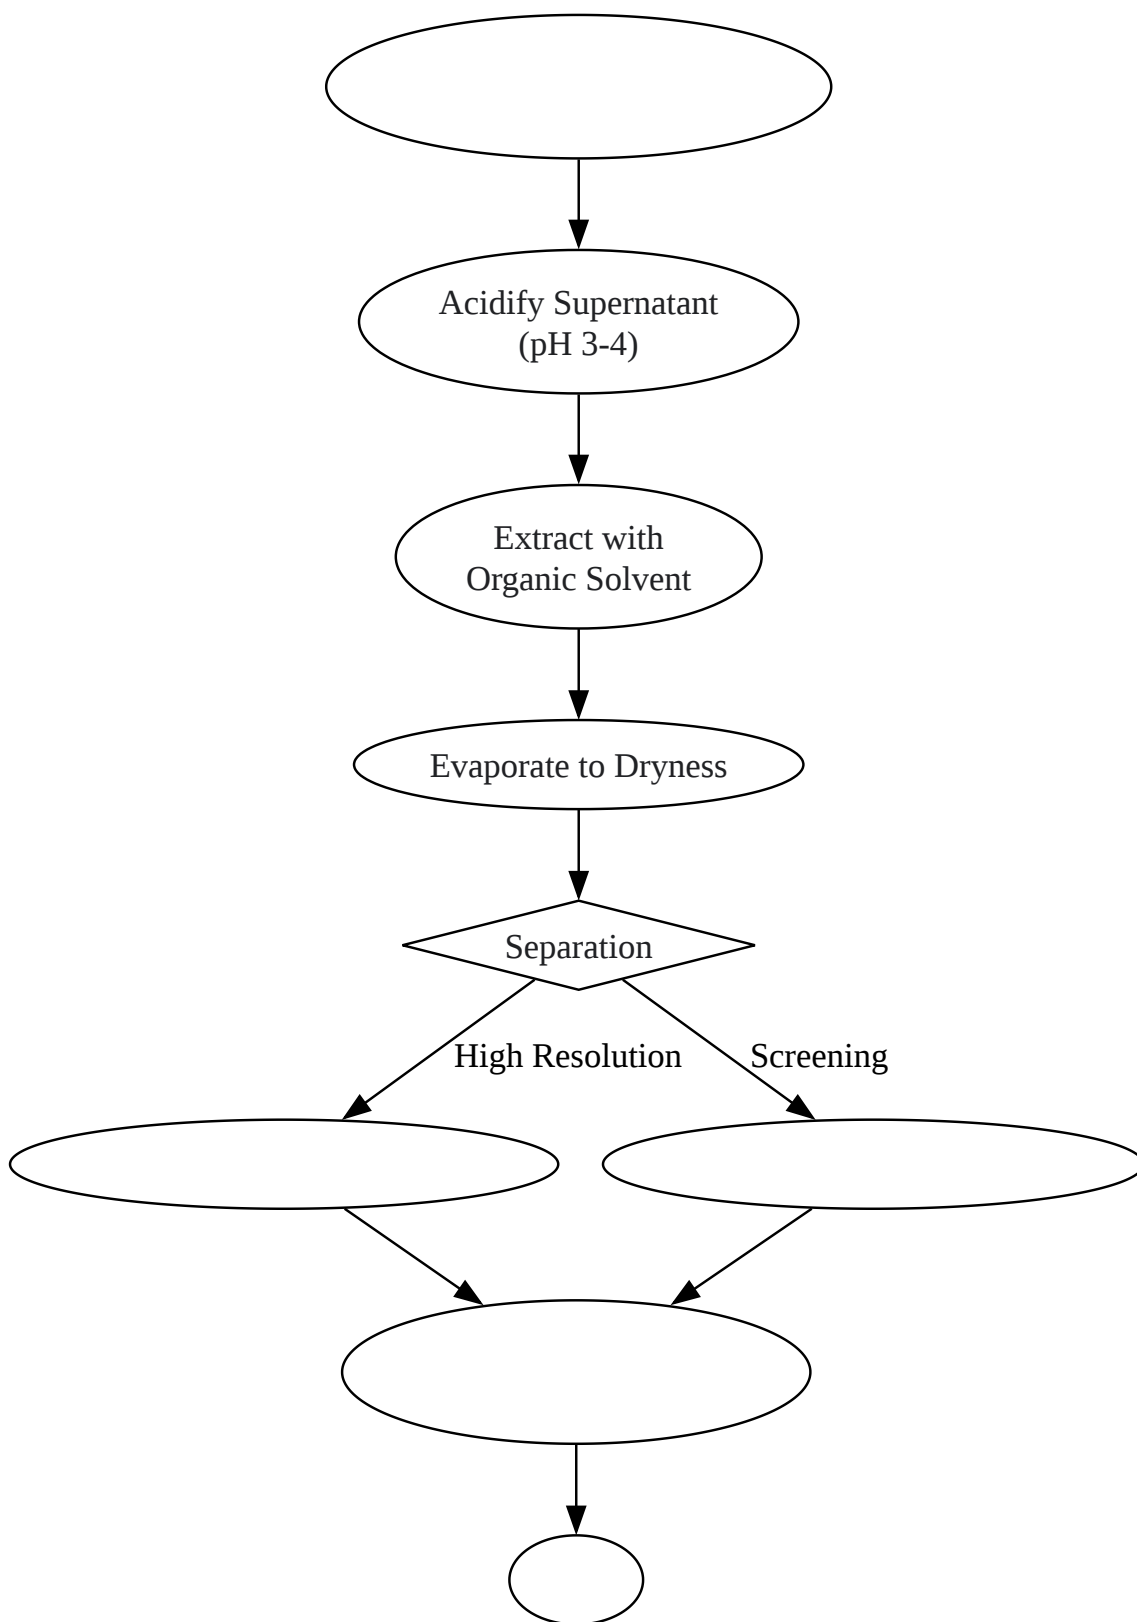 Acidify Supernatant
(pH 3-4)
Extract with
Organic Solvent
Evaporate to Dryness
Separation
High Resolution
Screening